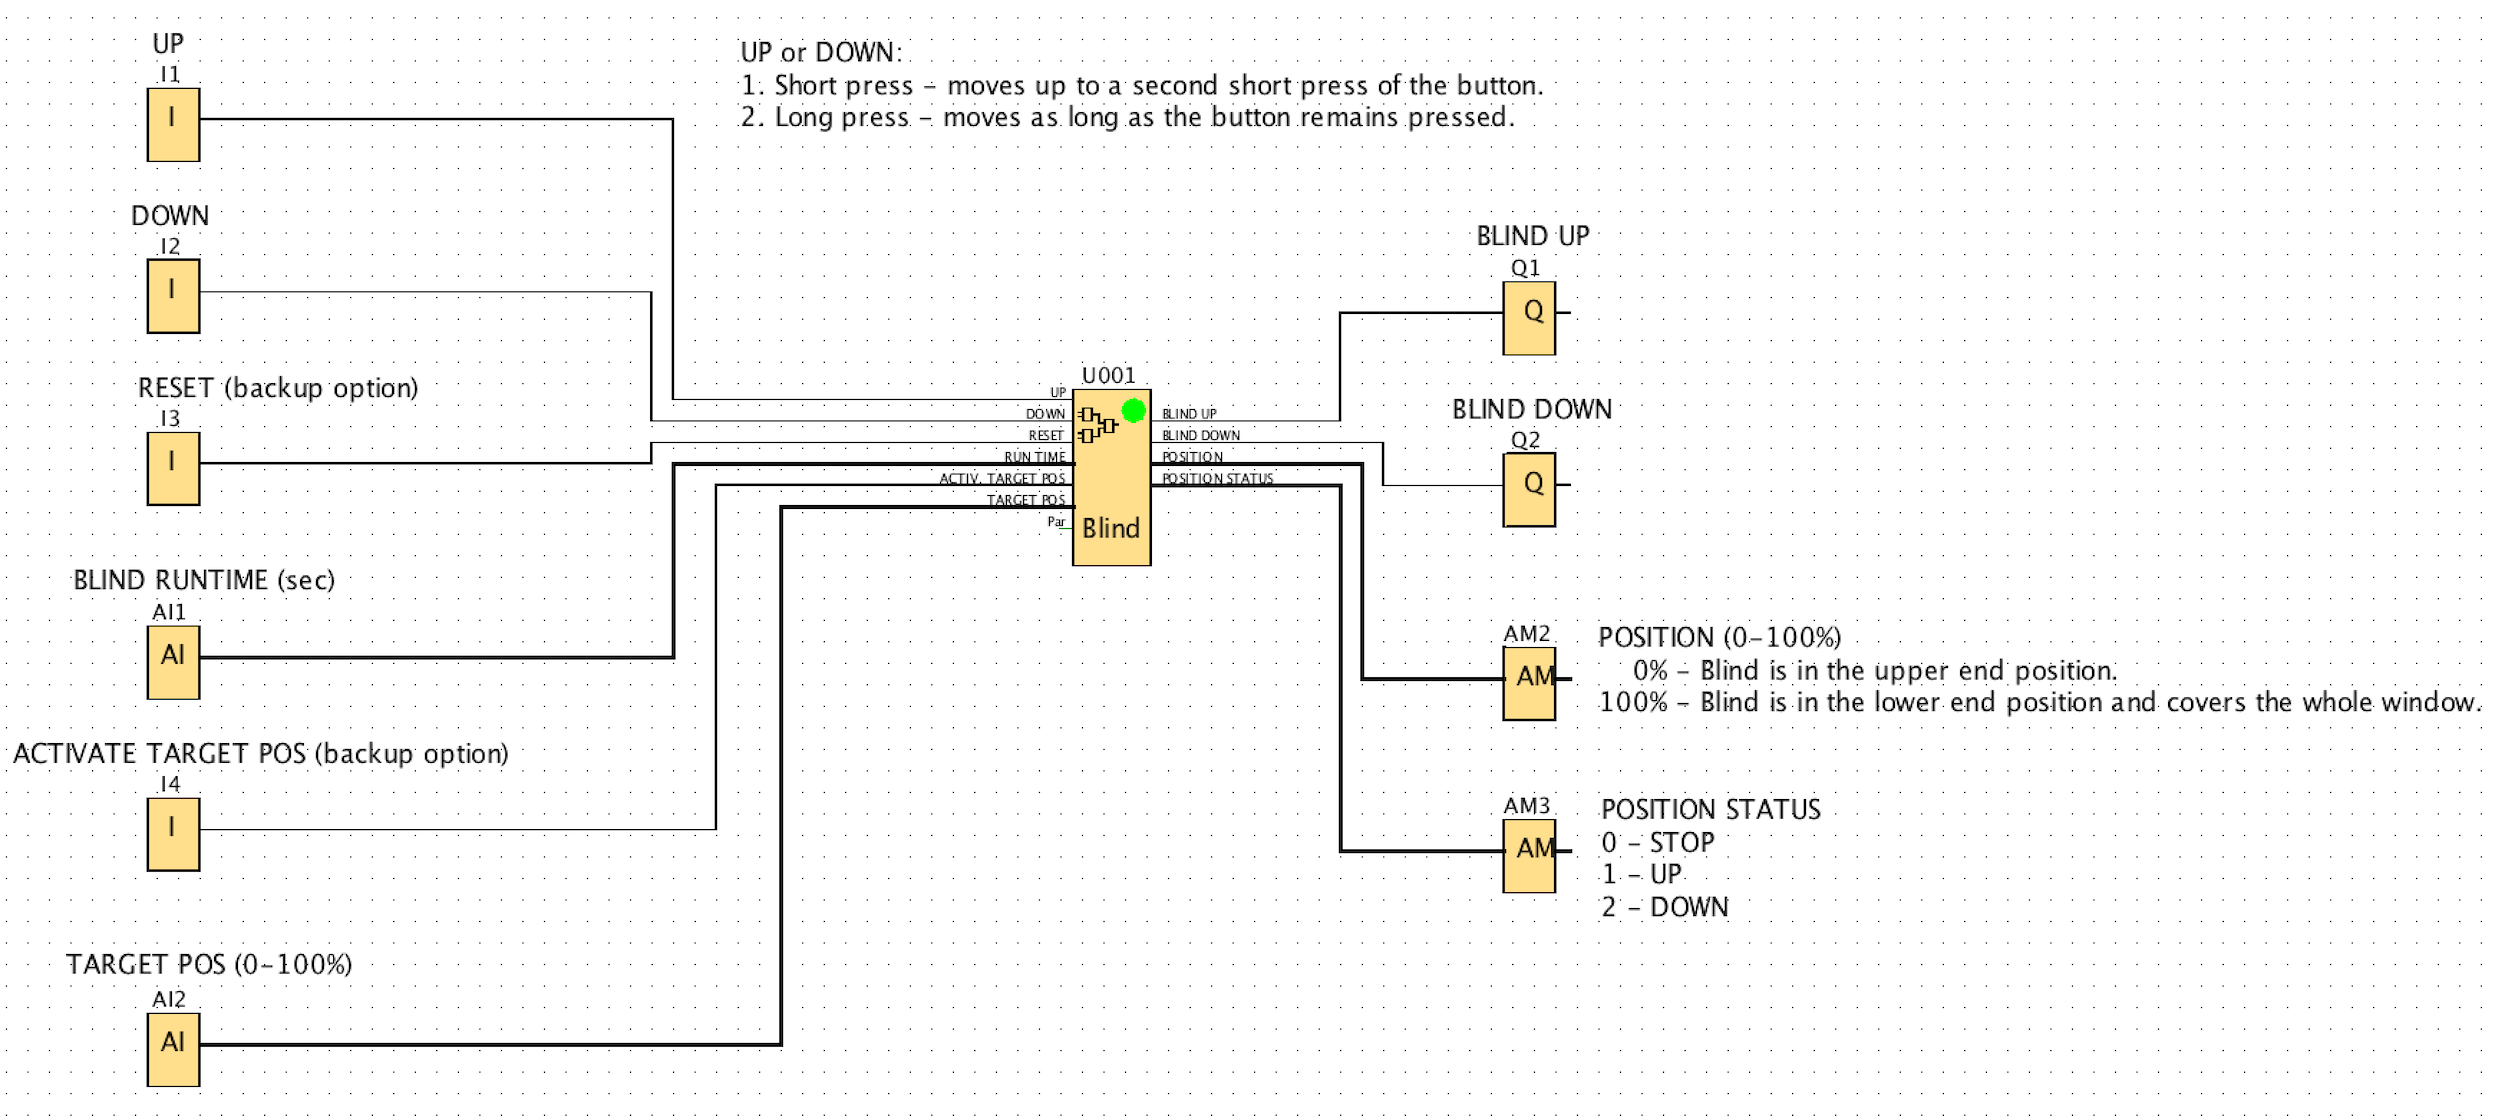 UP
I1
I
UP or DOWN:
1. Short press – moves up to a second short press of the button.
2. Long press – moves as long as the button remains pressed.
DOWN
I2
I
RESET (backup option)
I3
I
BLIND RUNTIME (sec)
AI1
AI
ACTIVATE TARGET POS (backup option)
I4
I
TARGET POS (0–100%)
AI2
AI
U001
UP
DOWN
RESET
RUN TIME
ACTIV. TARGET POS
TARGET POS
Par
Blind
BLIND UP
BLIND DOWN
POSITION
POSITION STATUS
BLIND UP
Q1
Q
BLIND DOWN
Q2
Q
AM2
AM
POSITION (0–100%)
0% – Blind is in the upper end position.
100% – Blind is in the lower end position and covers the whole window.
AM3
AM
POSITION STATUS
0 – STOP
1 – UP
2 – DOWN